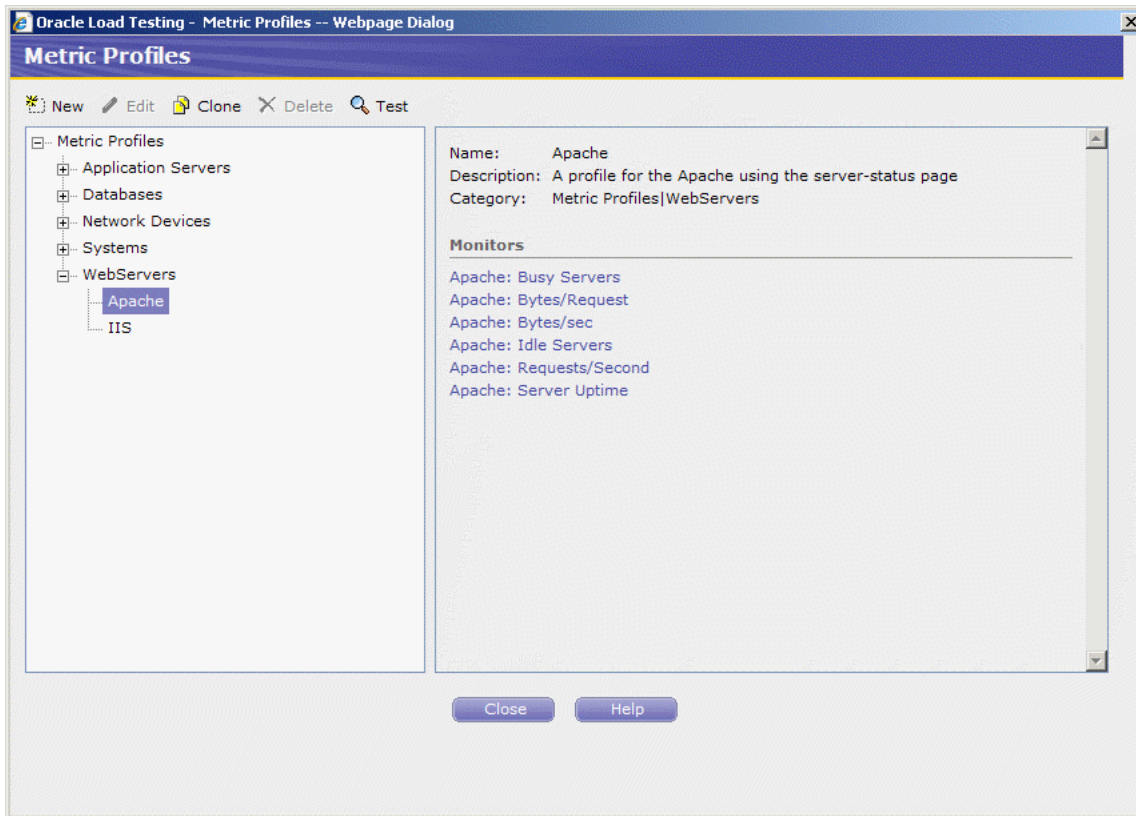 Oracle Load Testing - Metric Profiles -- Webpage Dialog
Metric Profiles
New Edit Clone Delete Test
Metric Profiles
Application Servers
Databases
Network Devices
Systems
WebServers
Apache
IIS
Name: Apache
Description: A profile for the Apache using the server-status page
Category: Metric Profiles|WebServers
Monitors
Apache: Busy Servers
Apache: Bytes/Request
Apache: Bytes/sec
Apache: Idle Servers
Apache: Requests/Second
Apache: Server Uptime
Close Help